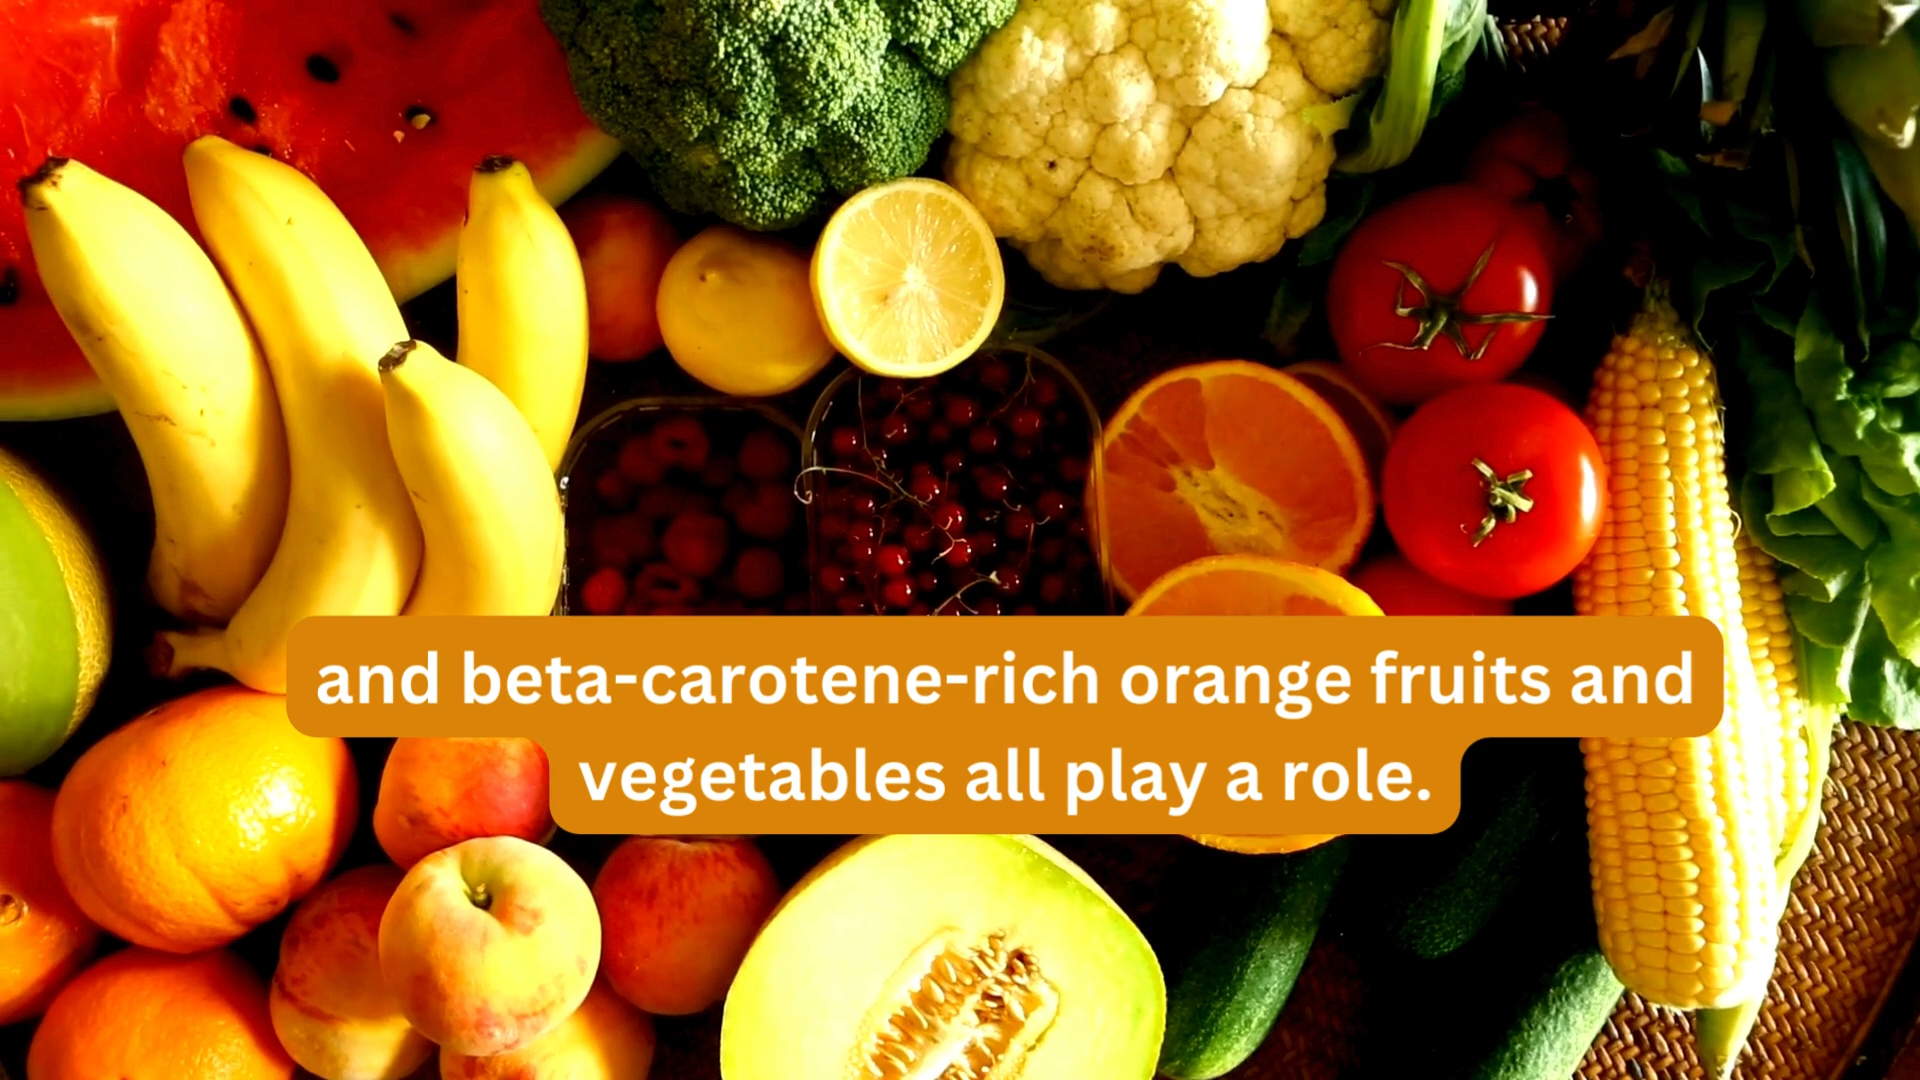 and beta-carotene-rich orange fruits and
vegetables all play a role.